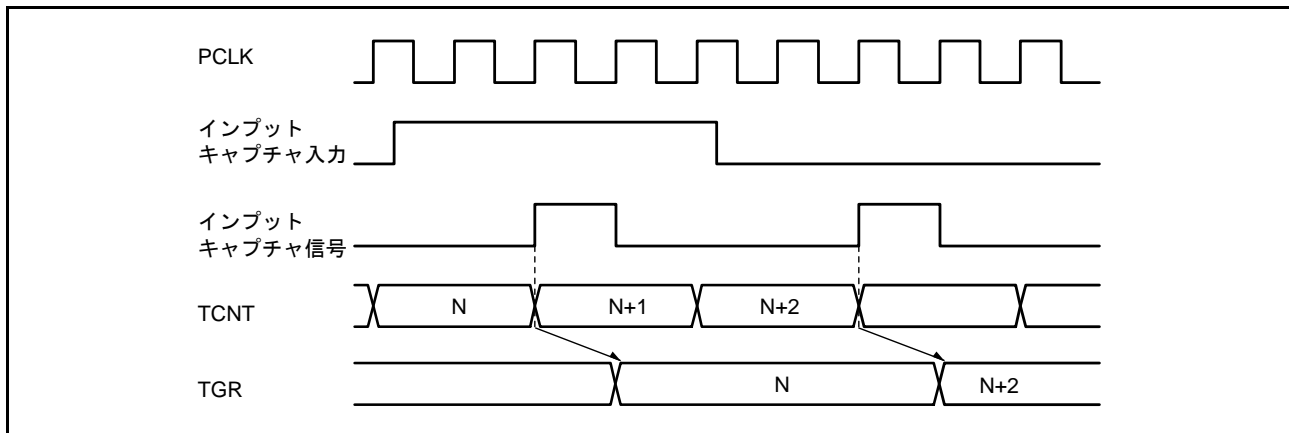 PCLK
インプット
キャプチャ入力
インプット
キャプチャ信号
TCNT
N
N+1
N+2
TGR
N
N+2